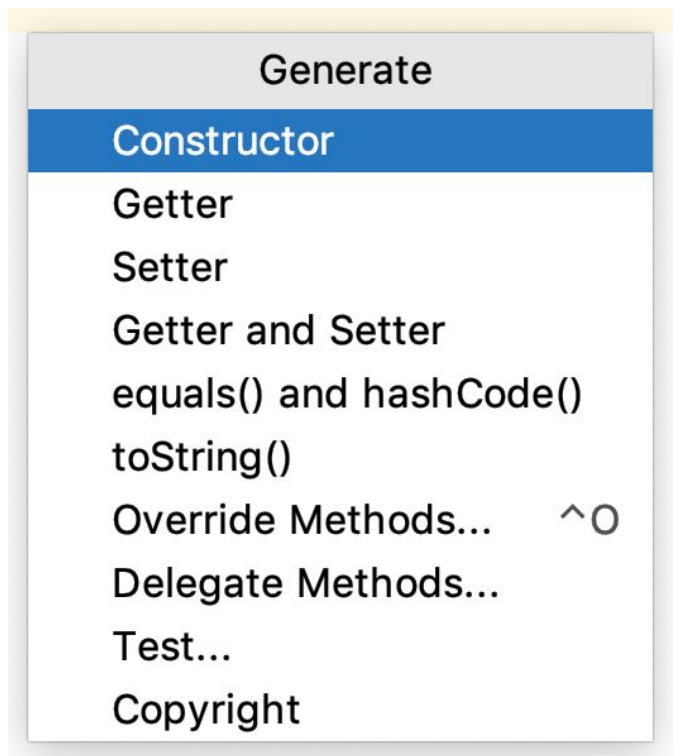 Generate
Constructor
Getter
Setter
Getter and Setter
equals() and hashCode()
toString()
Override Methods... ^O
Delegate Methods...
Test...
Copyright